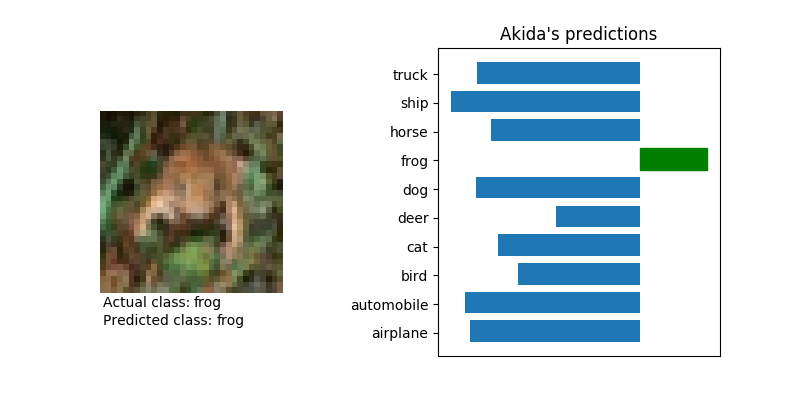 Akida's predictions
truck
ship
horse
frog
dog
deer
cat
bird
automobile
airplane
Actual class: frog
Predicted class: frog